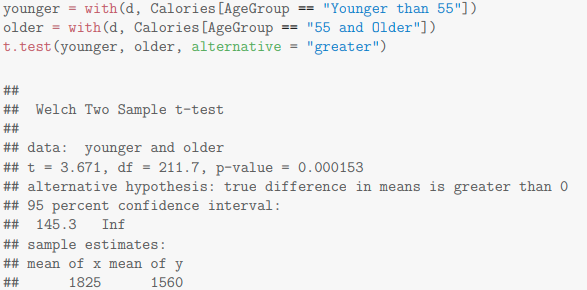 younger = with(d, Calories[AgeGroup == "Younger than 55"])
older = with(d, Calories[AgeGroup == "55 and Older"])
t.test(younger, older, alternative = "greater")
##
##  Welch Two Sample t-test
##
## data:  younger and older
## t = 3.671, df = 211.7, p-value = 0.000153
## alternative hypothesis: true difference in means is greater than 0
## 95 percent confidence interval:
##  145.3   Inf
## sample estimates:
## mean of x mean of y
##      1825      1560